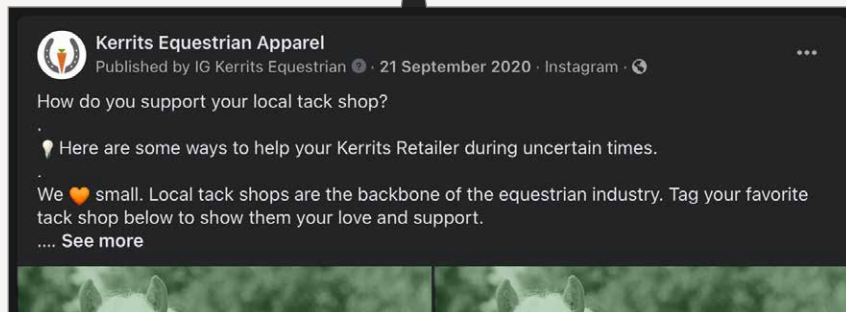 Kerrits Equestrian Apparel
Published by IG Kerrits Equestrian · 21 September 2020 · Instagram ·
How do you support your local tack shop?
.
💡 Here are some ways to help your Kerrits Retailer during uncertain times.
.
We 🧡 small. Local tack shops are the backbone of the equestrian industry. Tag your favorite
tack shop below to show them your love and support.
.... See more